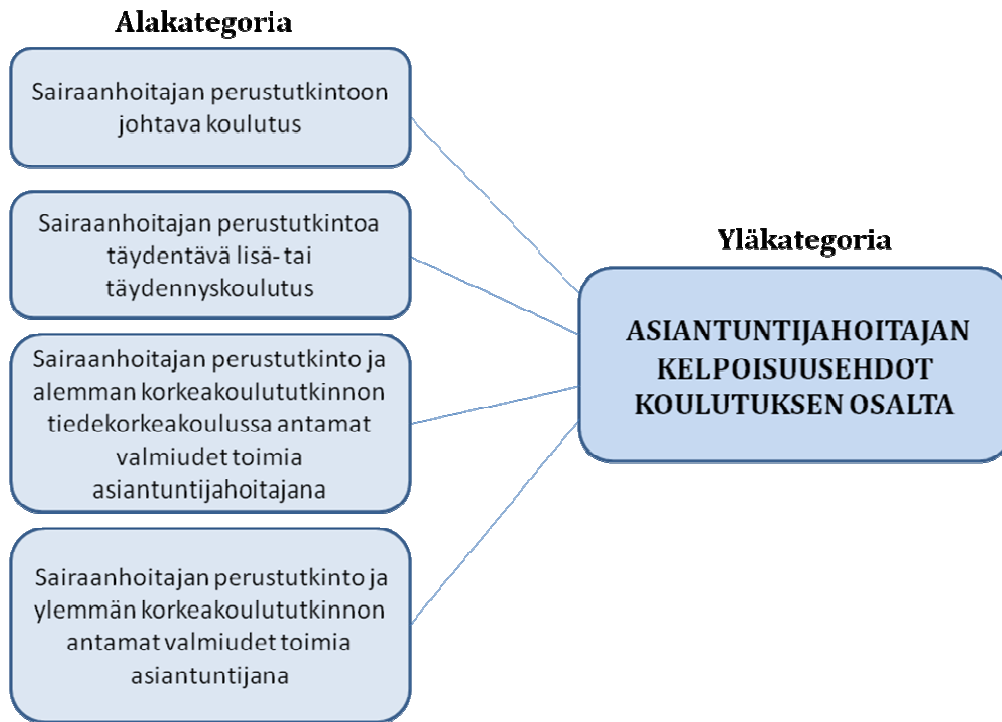 Alakategoria
Sairaanhoitajan perustutkintoon
johtava koulutus
Sairaanhoitajan perustutkintoa
täydentävä lisä- tai
täydennyskoulutus
Sairaanhoitajan perustutkinto ja
alemman korkeakoulututkinnon
tiedekorkeakoulussa antamat
valmiudet toimia
asiantuntijahoitajana
Sairaanhoitajan perustutkinto ja
ylemmän korkeakoulututkinnon
antamat valmiudet toimia
asiantuntijana
Yläkategoria
ASIANTUNTIJAHOITAJAN
KELPOISUUSEHDOT
KOULUTUKSEN OSALTA